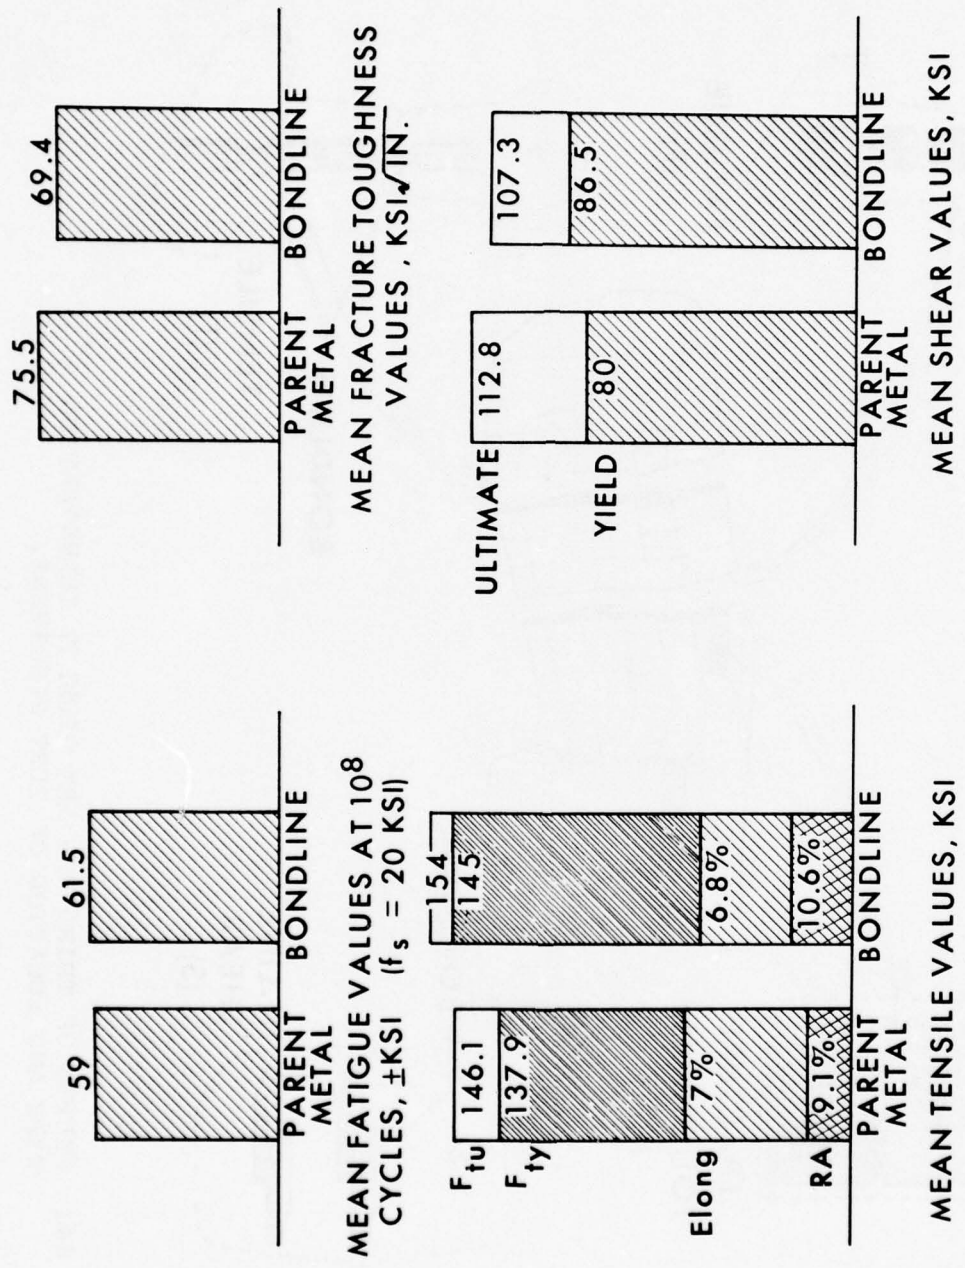 59
61.5
PARENT
METAL
BONDLINE
MEAN FATIGUE VALUES AT 10⁸
CYCLES, ±KSI (fₛ = 20 KSI)
75.5
69.4
PARENT
METAL
BONDLINE
MEAN FRACTURE TOUGHNESS
VALUES, KSI√IN.
Fₜᵤ
146.1
154
Fₜᵧ
137.9
145
Elong
7%
6.8%
RA
9.1%
10.6%
PARENT
METAL
BONDLINE
MEAN TENSILE VALUES, KSI
ULTIMATE
112.8
107.3
YIELD
80
86.5
PARENT
METAL
BONDLINE
MEAN SHEAR VALUES, KSI